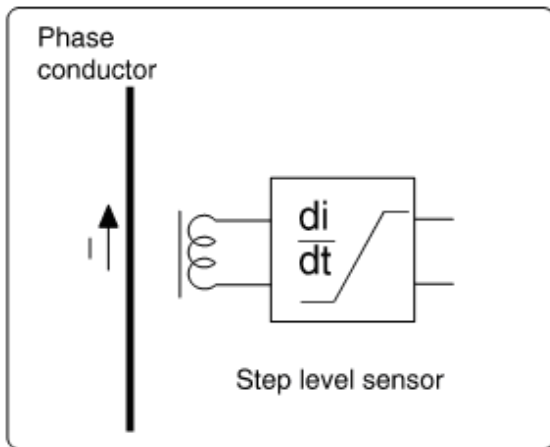 Phase
conductor
I
di
dt
Step level sensor